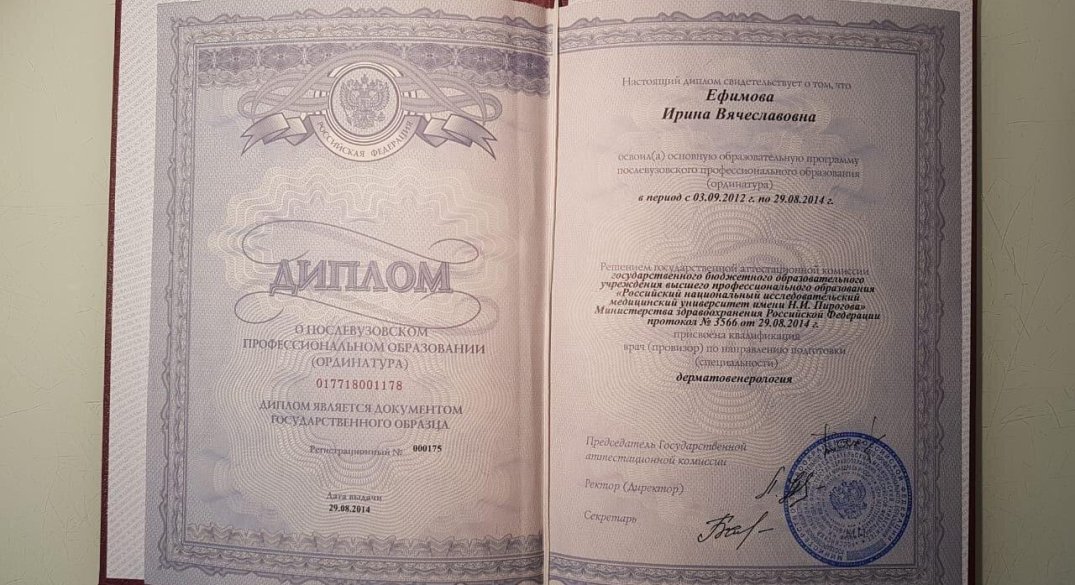 РОССИЙСКАЯ ФЕДЕРАЦИЯ
ДИПЛОМ
О ПОСЛЕВУЗОВСКОМ
ПРОФЕССИОНАЛЬНОМ ОБРАЗОВАНИИ
(ОРДИНАТУРА)
017718001178
ДИПЛОМ ЯВЛЯЕТСЯ ДОКУМЕНТОМ
ГОСУДАРСТВЕННОГО ОБРАЗЦА
Регистрационный № 000175
Дата выдачи
29.08.2014
Настоящий диплом свидетельствует о том, что
Ефимова
Ирина Вячеславовна
освоил(а) основную образовательную программу
послевузовского профессионального образования
(ординатура)
в период с 03.09.2012 г. по 29.08.2014 г.
Решением государственной аттестационной комиссии
государственного бюджетного образовательного
учреждения высшего профессионального образования
«Российский национальный исследовательский
медицинский университет имени Н.И. Пирогова»
Министерства здравоохранения Российской Федерации
протокол № 3566 от 29.08.2014 г.
присвоена квалификация
врач (провизор) по направлению подготовки
(специальности)
дерматовенерология
Председатель Государственной
аттестационной комиссии
Ректор (Директор)
Секретарь